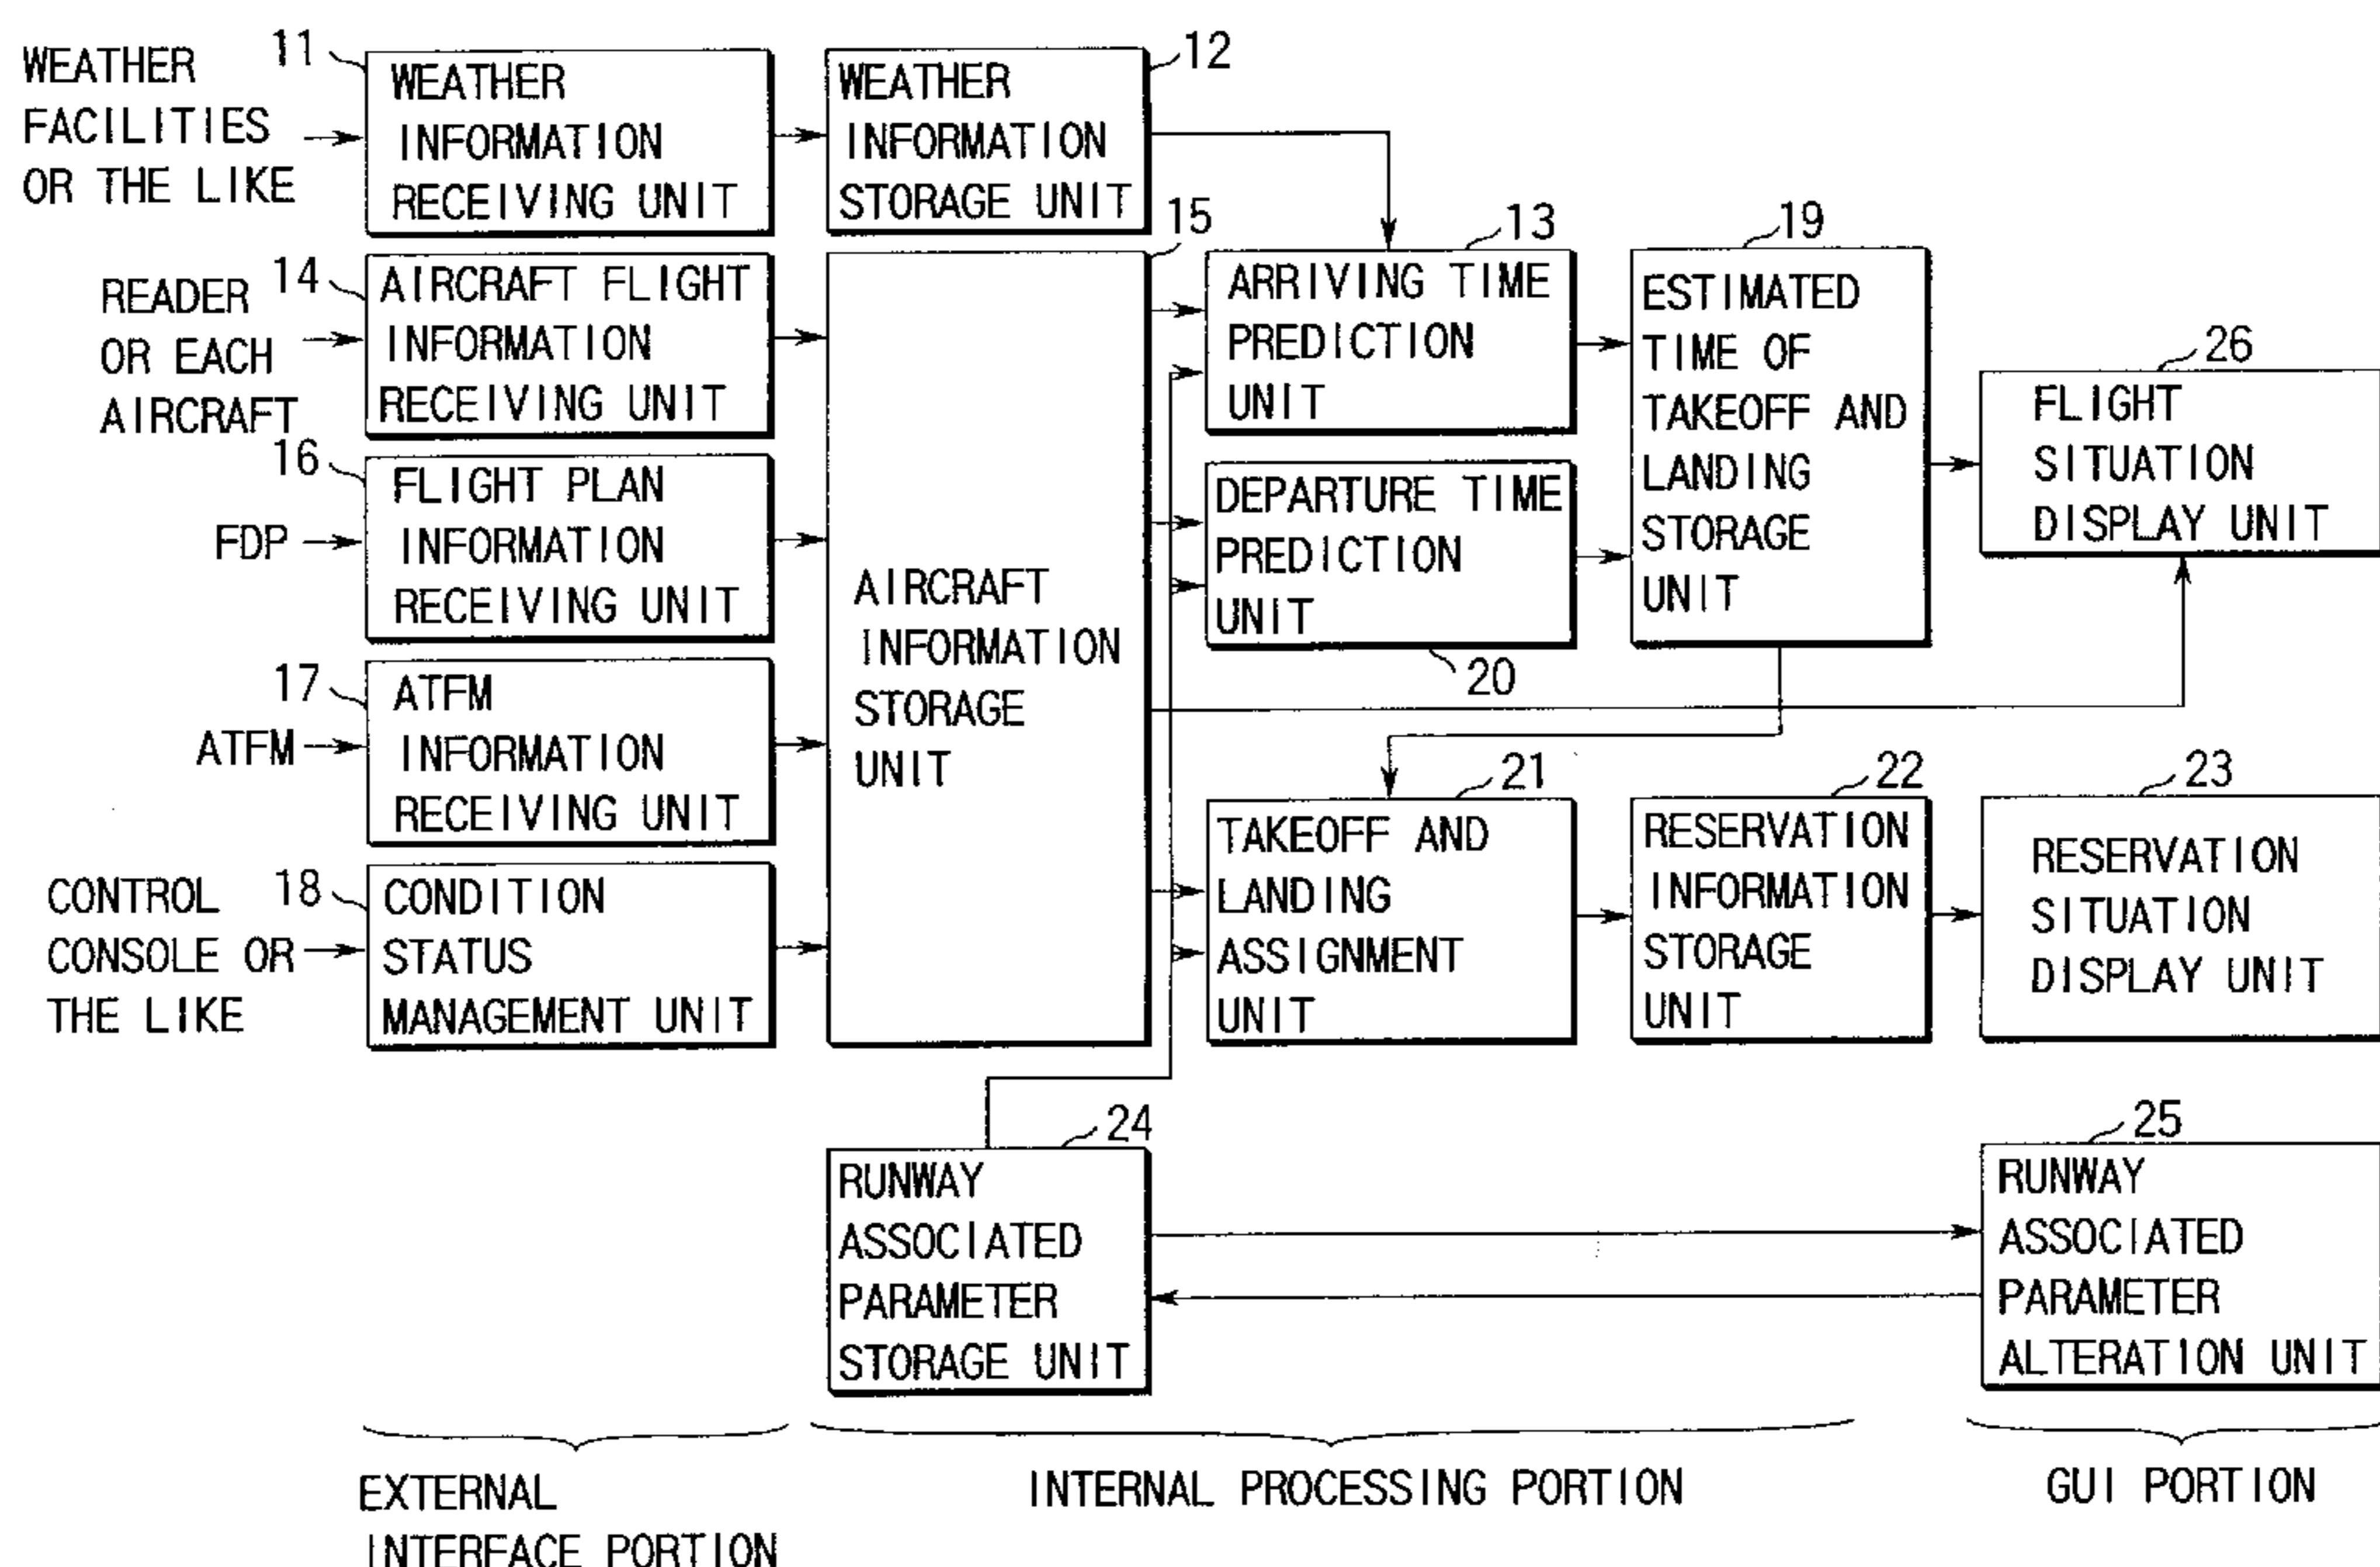 WEATHER
FACILITIES
OR THE LIKE
11
WEATHER
INFORMATION
RECEIVING UNIT
12
WEATHER
INFORMATION
STORAGE UNIT
READER
OR EACH
AIRCRAFT
14
AIRCRAFT FLIGHT
INFORMATION
RECEIVING UNIT
15
AIRCRAFT
INFORMATION
STORAGE
UNIT
13
ARRIVING TIME
PREDICTION
UNIT
19
ESTIMATED
TIME OF
TAKEOFF AND
LANDING
STORAGE
UNIT
26
FLIGHT
SITUATION
DISPLAY UNIT
FDP
16
FLIGHT PLAN
INFORMATION
RECEIVING UNIT
DEPARTURE TIME
PREDICTION
UNIT
20
ATFM
17
ATFM
INFORMATION
RECEIVING UNIT
CONTROL
CONSOLE OR
THE LIKE
18
CONDITION
STATUS
MANAGEMENT UNIT
21
TAKEOFF AND
LANDING
ASSIGNMENT
UNIT
22
RESERVATION
INFORMATION
STORAGE
UNIT
23
RESERVATION
SITUATION
DISPLAY UNIT
24
RUNWAY
ASSOCIATED
PARAMETER
STORAGE UNIT
25
RUNWAY
ASSOCIATED
PARAMETER
ALTERATION UNIT
EXTERNAL
INTERFACE PORTION
INTERNAL PROCESSING PORTION
GUI PORTION